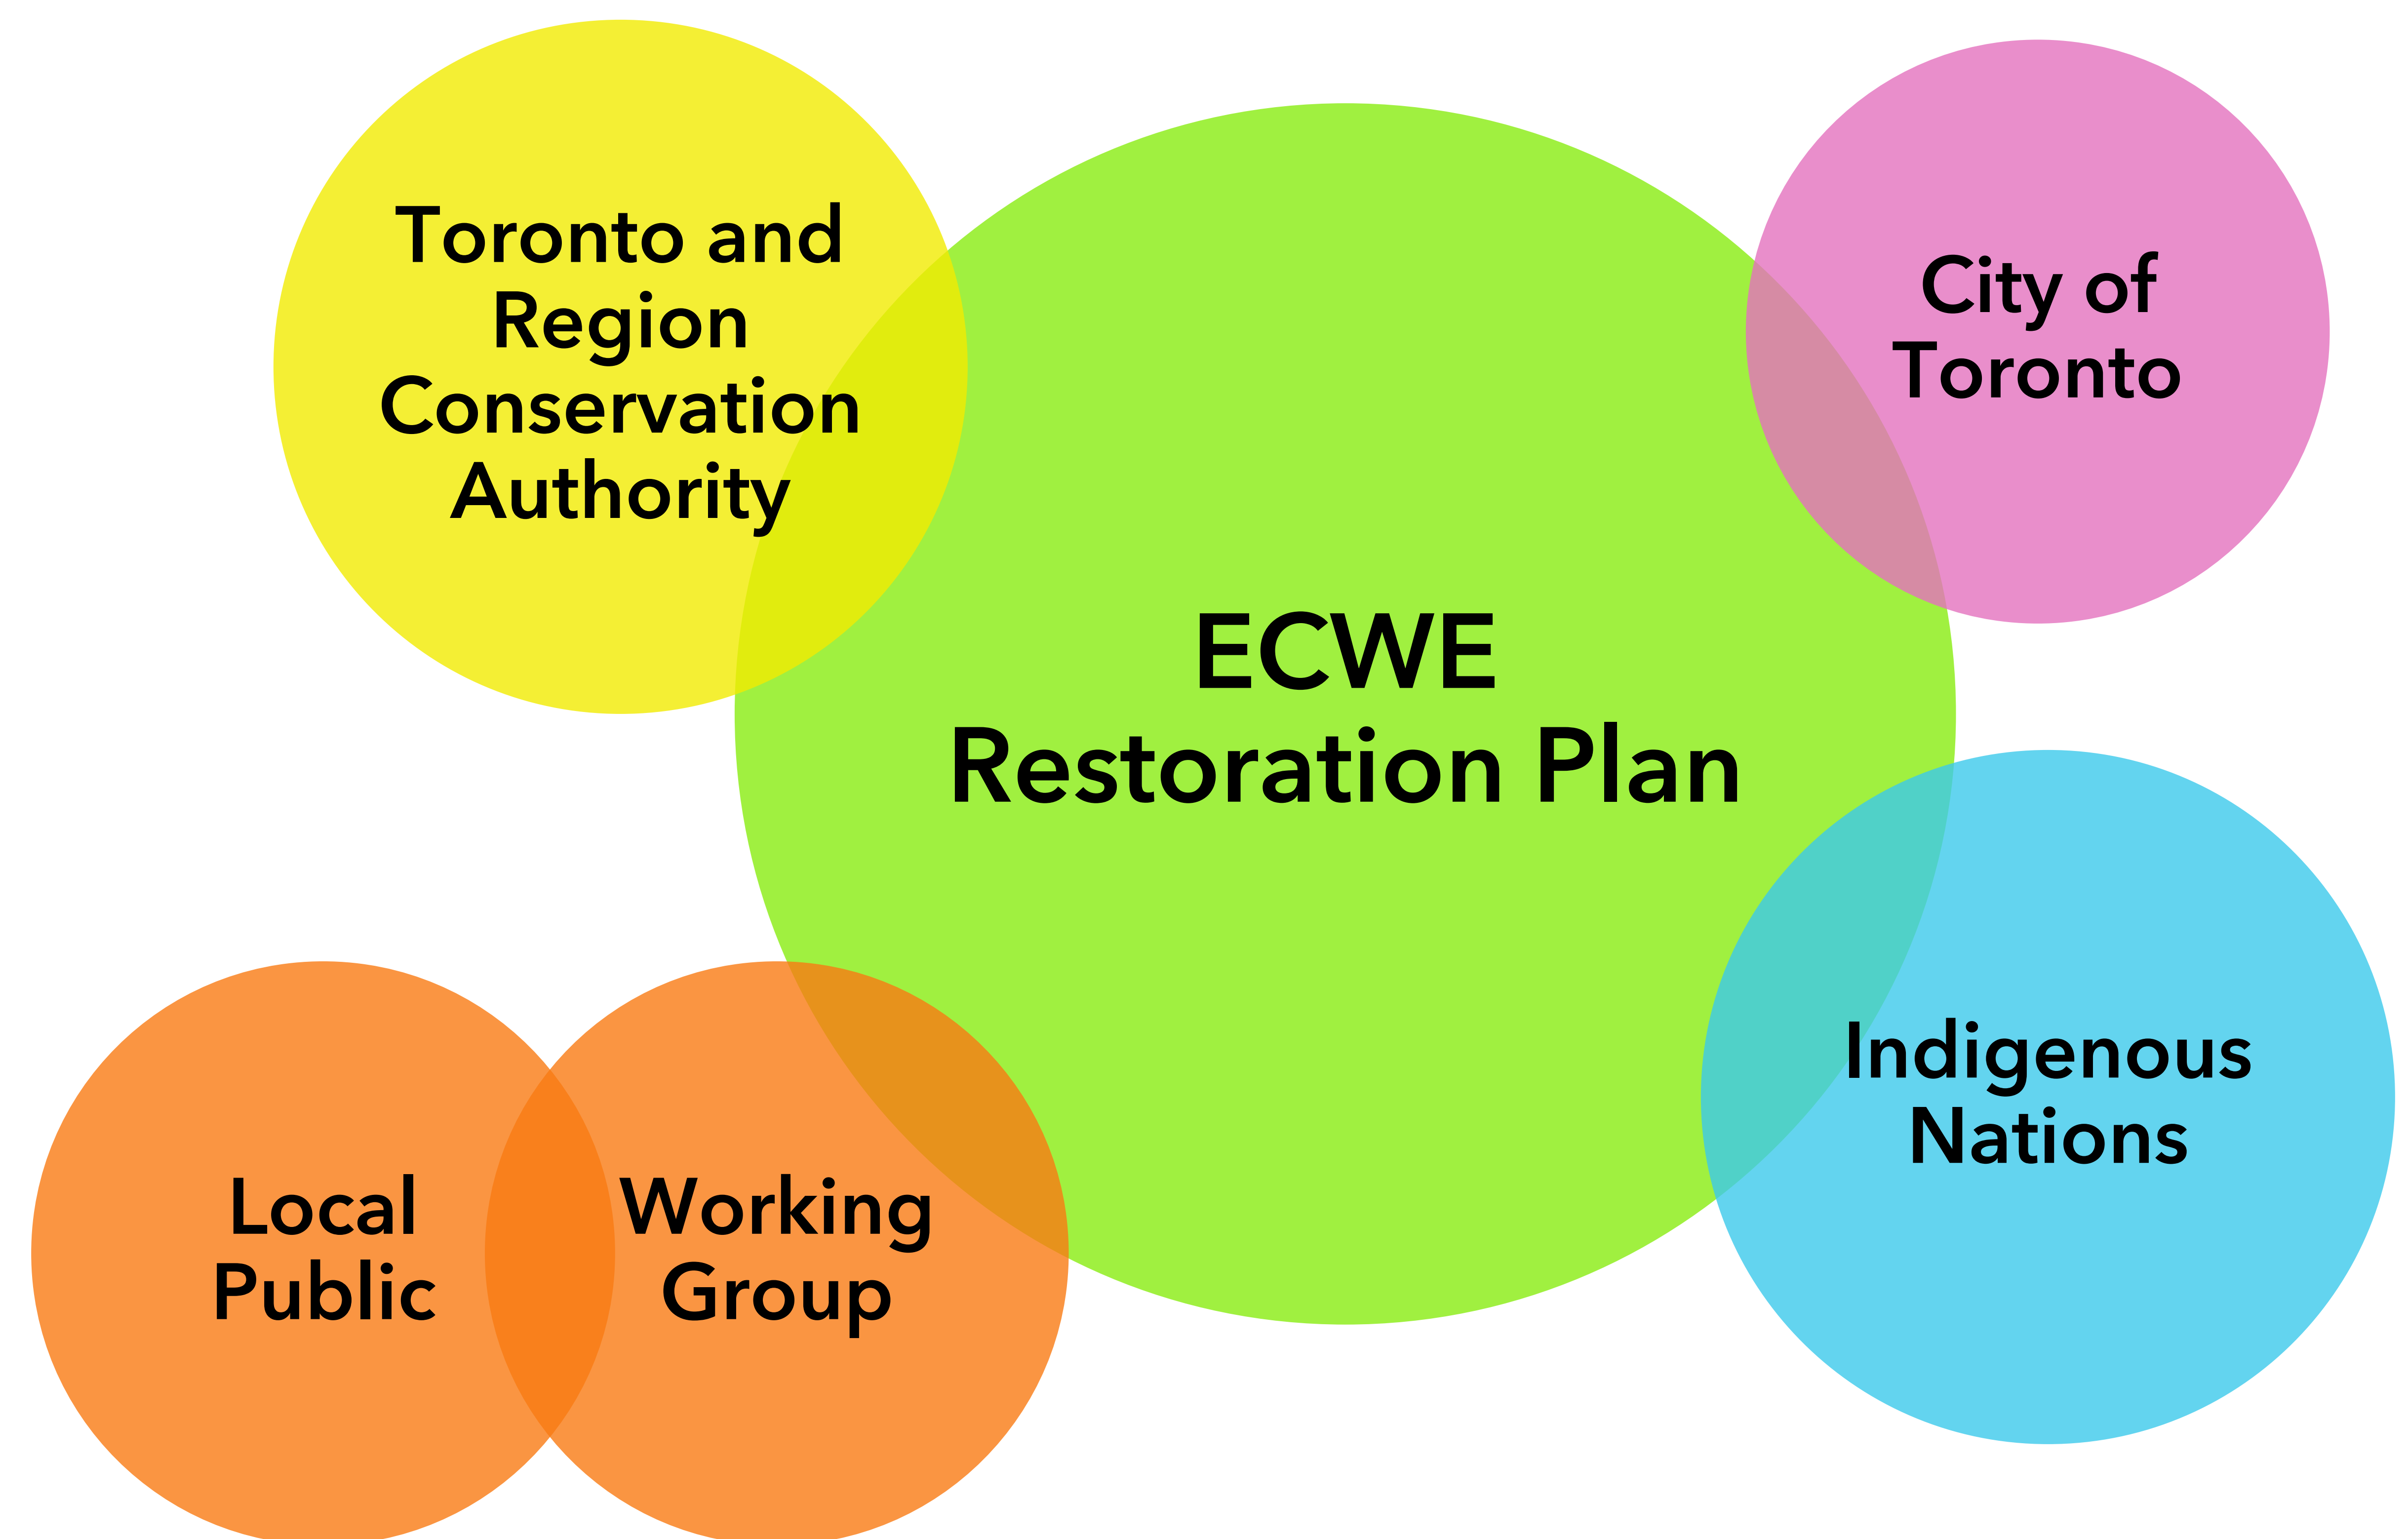 Toronto and
Region
Conservation
Authority
City of
Toronto
ECWE
Restoration Plan
Indigenous
Nations
Local
Public
Working
Group